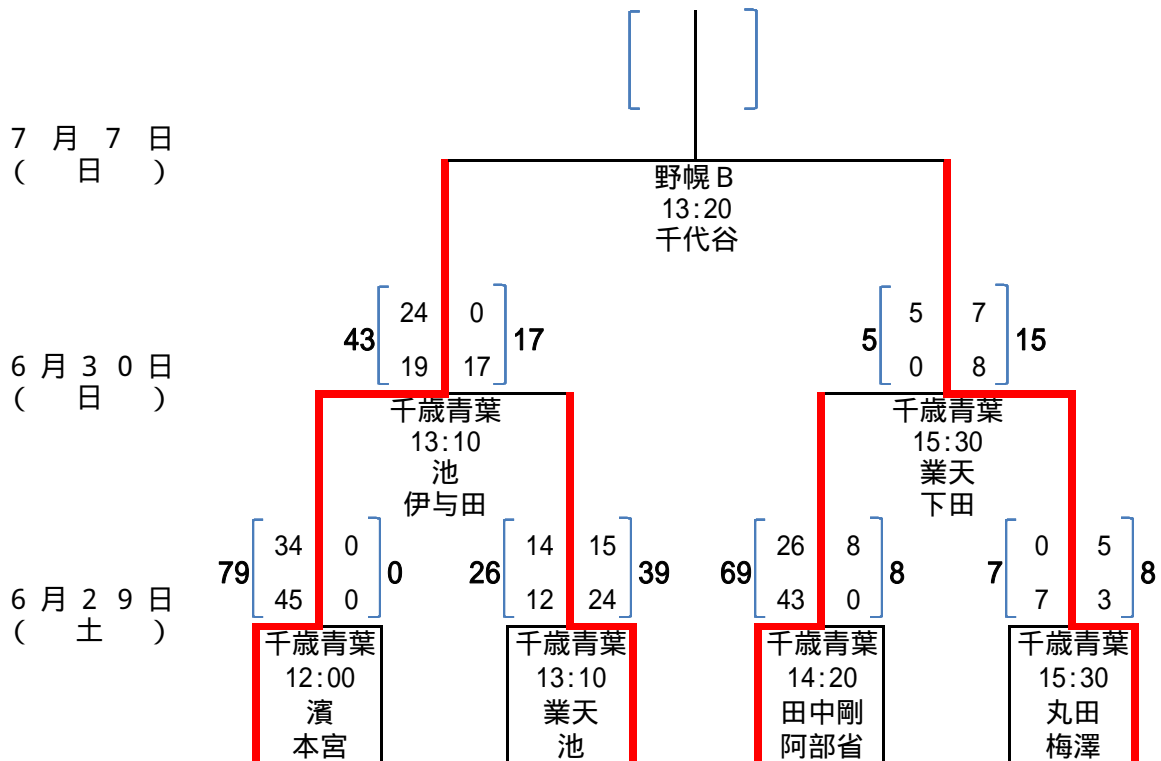 7月7日
(日)
野幌B
13:20
千代谷
24 0
43 17
19 17
5 7
5 15
0 8
6月30日
(日)
千歳青葉
13:10
池
伊与田
千歳青葉
15:30
業天
下田
34 0
79 0
45 0
14 15
26 39
12 24
26 8
69 8
43 0
0 5
7 8
7 3
6月29日
(土)
千歳青葉
12:00
濱
本宮
千歳青葉
13:10
業天
池
千歳青葉
14:20
田中剛
阿部省
千歳青葉
15:30
丸田
梅澤